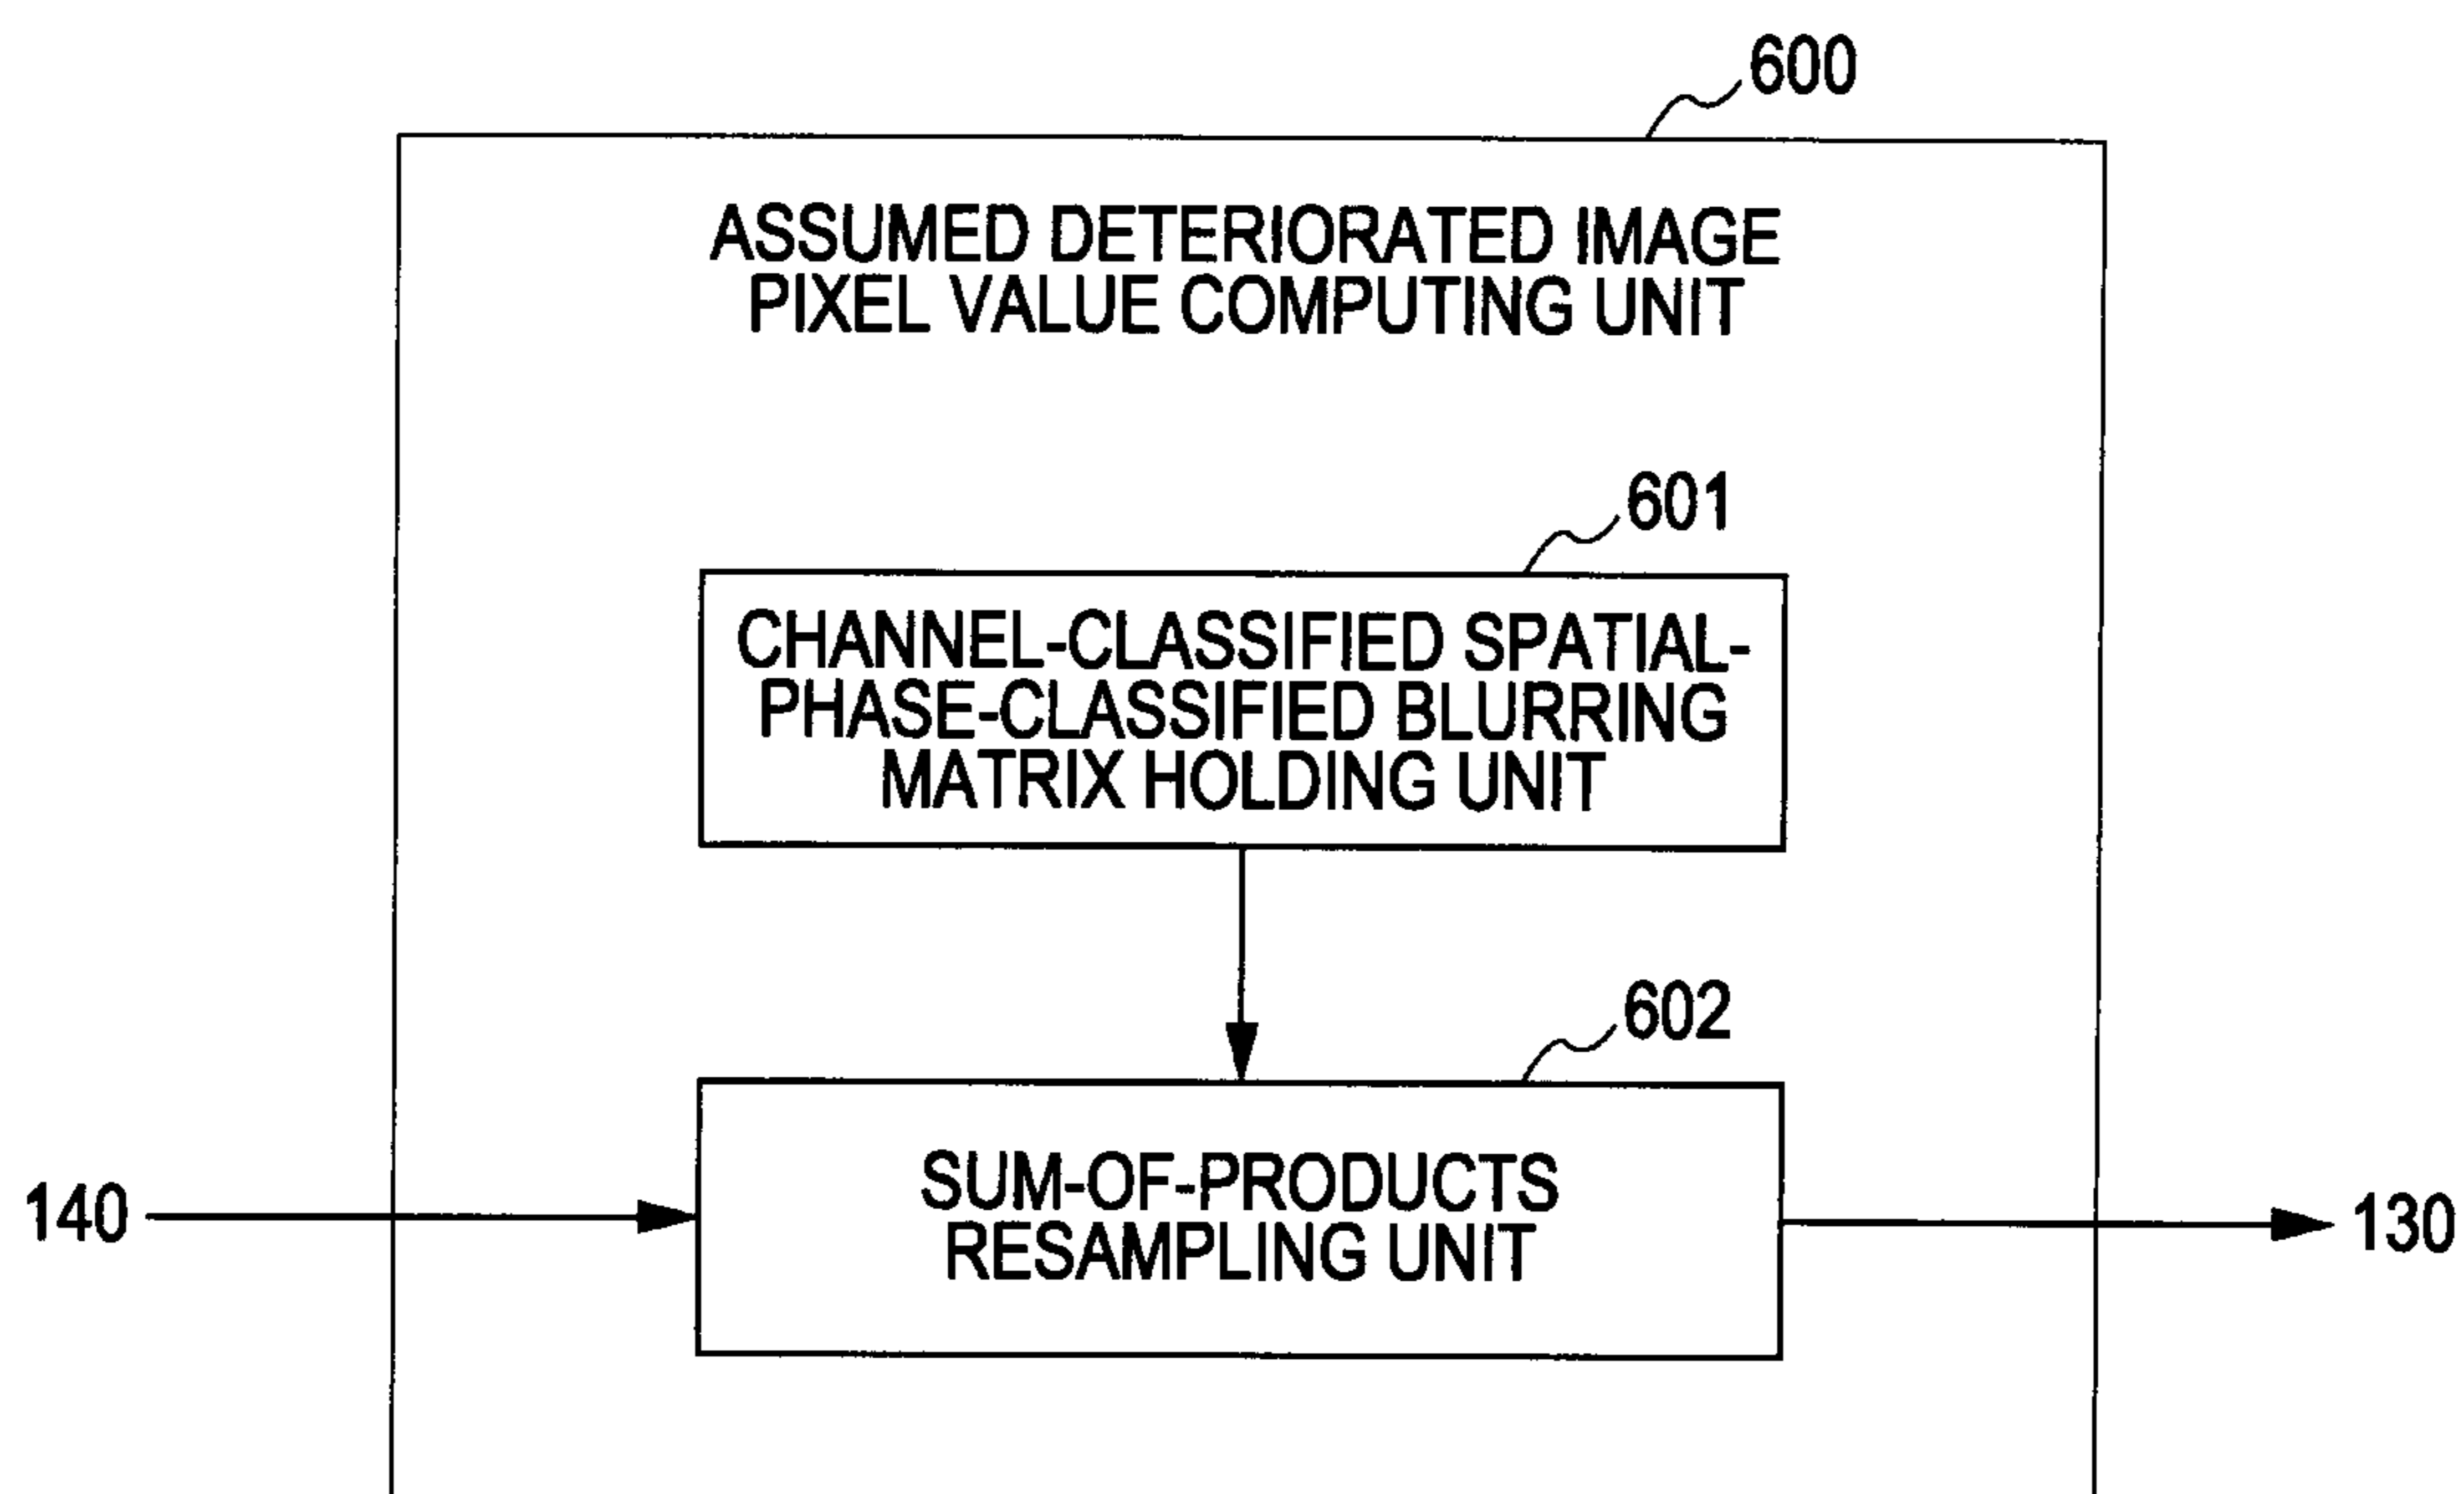 600
ASSUMED DETERIORATED IMAGE
PIXEL VALUE COMPUTING UNIT
601
CHANNEL-CLASSIFIED SPATIAL-
PHASE-CLASSIFIED BLURRING
MATRIX HOLDING UNIT
602
SUM-OF-PRODUCTS
RESAMPLING UNIT
140
130